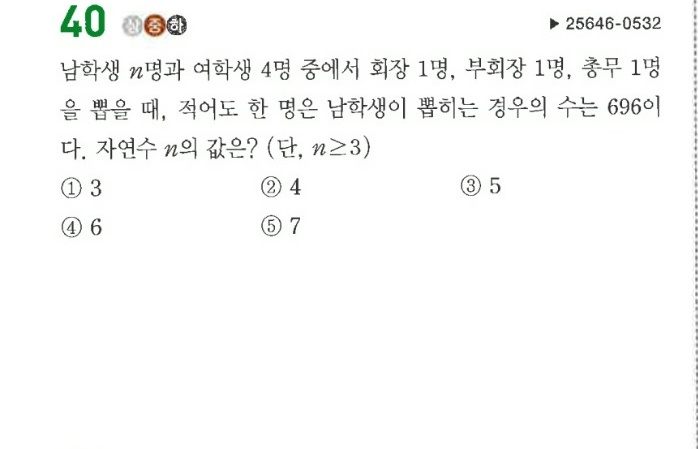 40 상중하 ▶ 25646-0532
남학생 n명과 여학생 4명 중에서 회장 1명, 부회장 1명, 총무 1명
을 뽑을 때, 적어도 한 명은 남학생이 뽑히는 경우의 수는 696이
다. 자연수 n의 값은? (단, n≥3)
① 3 ② 4 ③ 5
④ 6 ⑤ 7